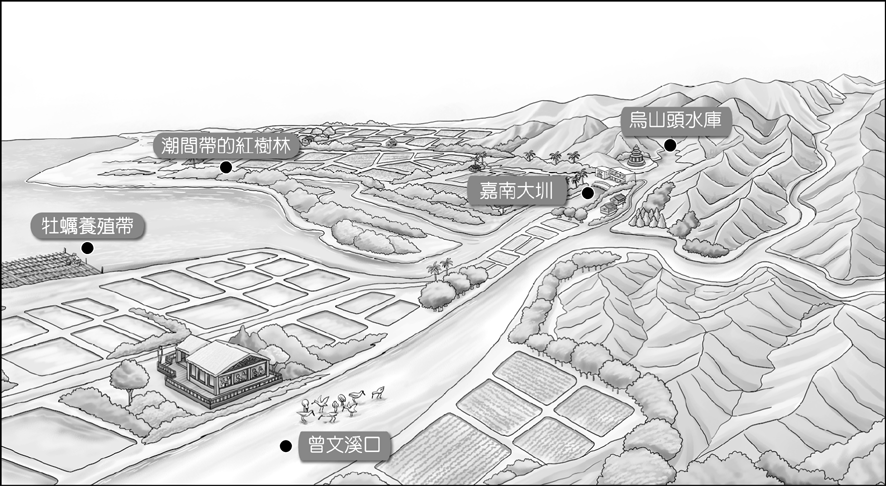 烏山頭水庫
潮間帶的紅樹林
嘉南大圳
牡蠣養殖帶
曾文溪口